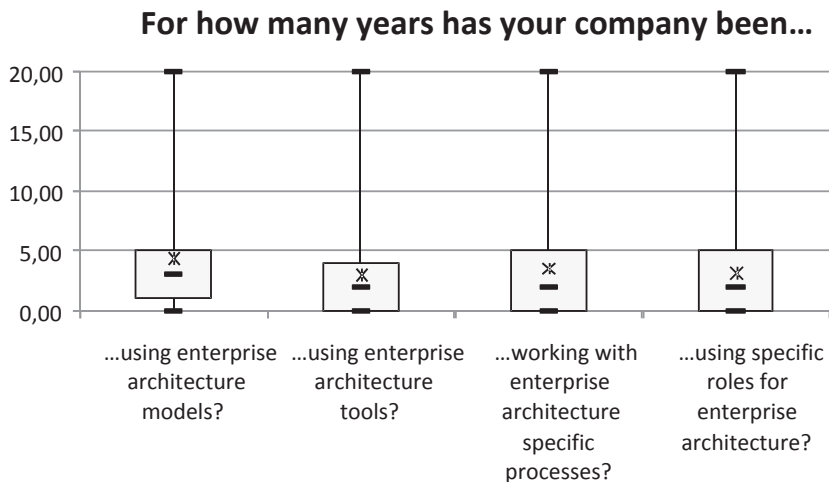 For how many years has your company been…
20,00
15,00
10,00
5,00
0,00
…using enterprise
architecture
models?
…using enterprise
architecture
tools?
…working with
enterprise
architecture
specific
processes?
…using specific
roles for
enterprise
architecture?